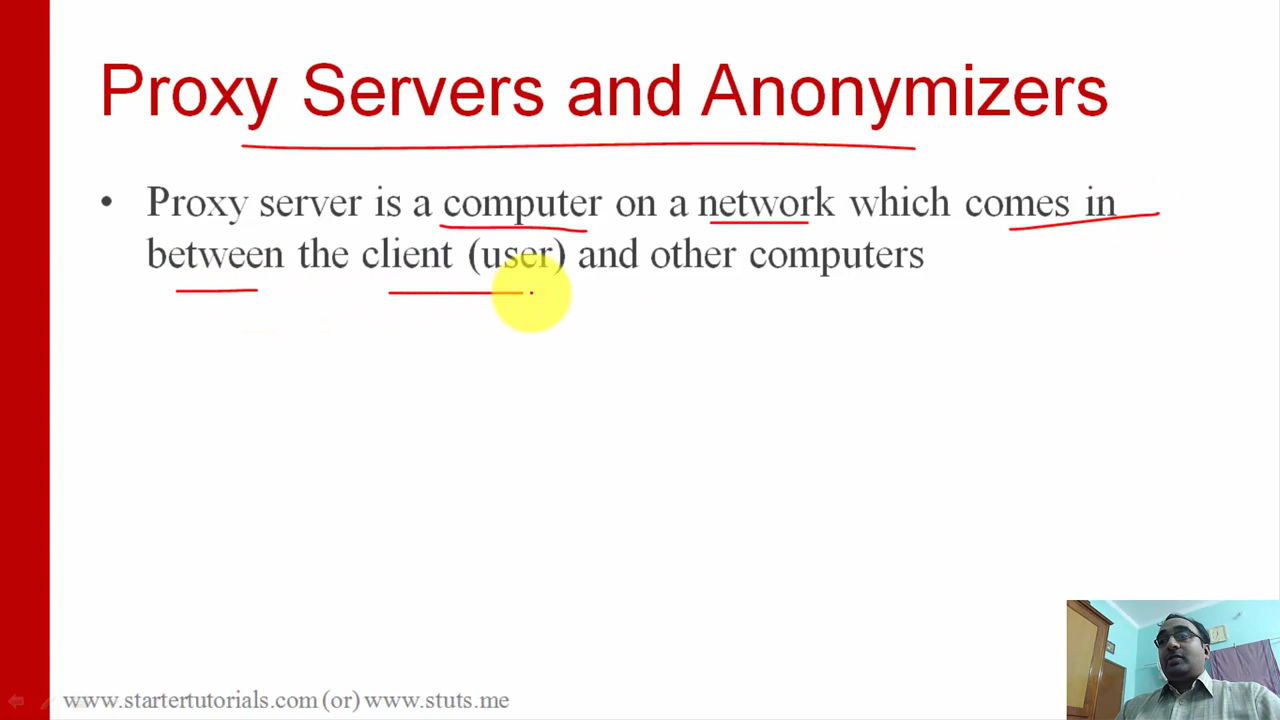 Proxy Servers and Anonymizers
• Proxy server is a computer on a network which comes in
between the client (user) and other computers
www.startertutorials.com (or) www.stuts.me